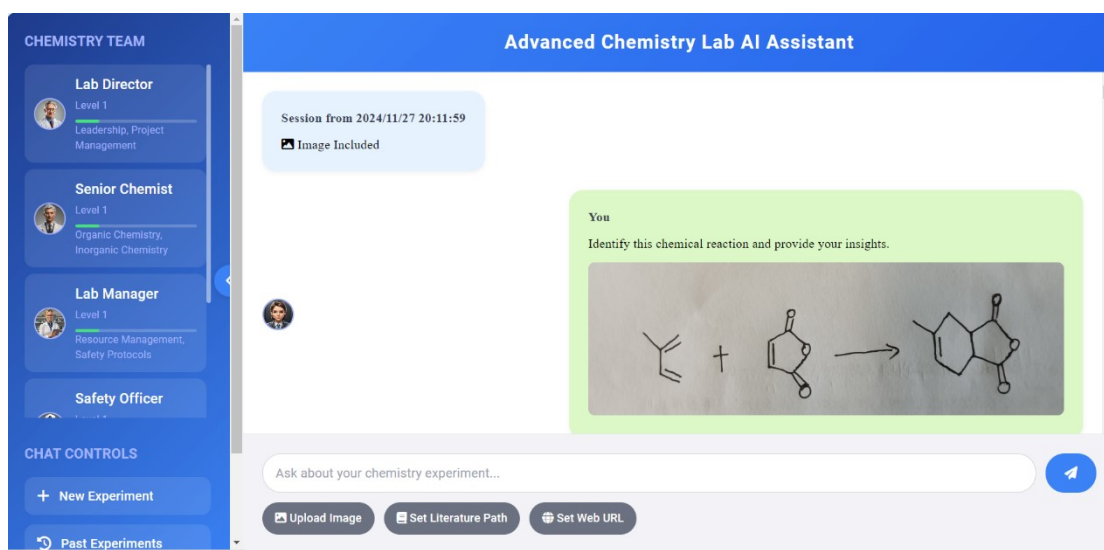 CHEMISTRY TEAM
Lab Director
Level 1
Leadership, Project
Management
Senior Chemist
Level 1
Organic Chemistry,
Inorganic Chemistry
Lab Manager
Level 1
Resource Management,
Safety Protocols
Safety Officer
CHAT CONTROLS
+ New Experiment
Past Experiments
Advanced Chemistry Lab AI Assistant
Session from 2024/11/27 20:11:59
Image Included
You
Identify this chemical reaction and provide your insights.
O O
+ O → O
O O
Ask about your chemistry experiment...
Upload Image Set Literature Path Set Web URL